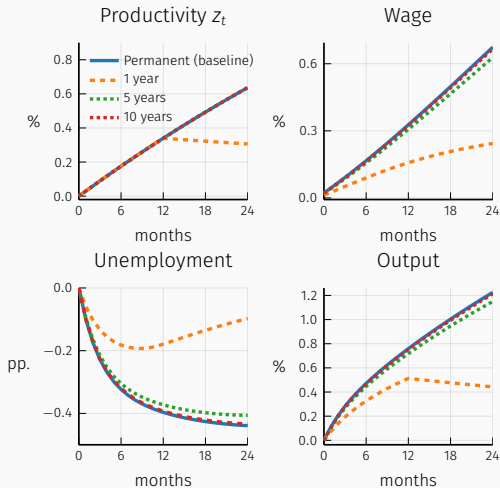 Productivity zt
Wage
%
0.8
0.6
0.4
0.2
0.0
Permanent (baseline)
1 year
5 years
10 years
0 6 12 18 24
months
%
0.6
0.3
0.0
0 6 12 18 24
months
Unemployment
Output
pp.
0.0
−0.2
−0.4
0 6 12 18 24
months
%
1.2
1.0
0.8
0.6
0.4
0.2
0.0
0 6 12 18 24
months